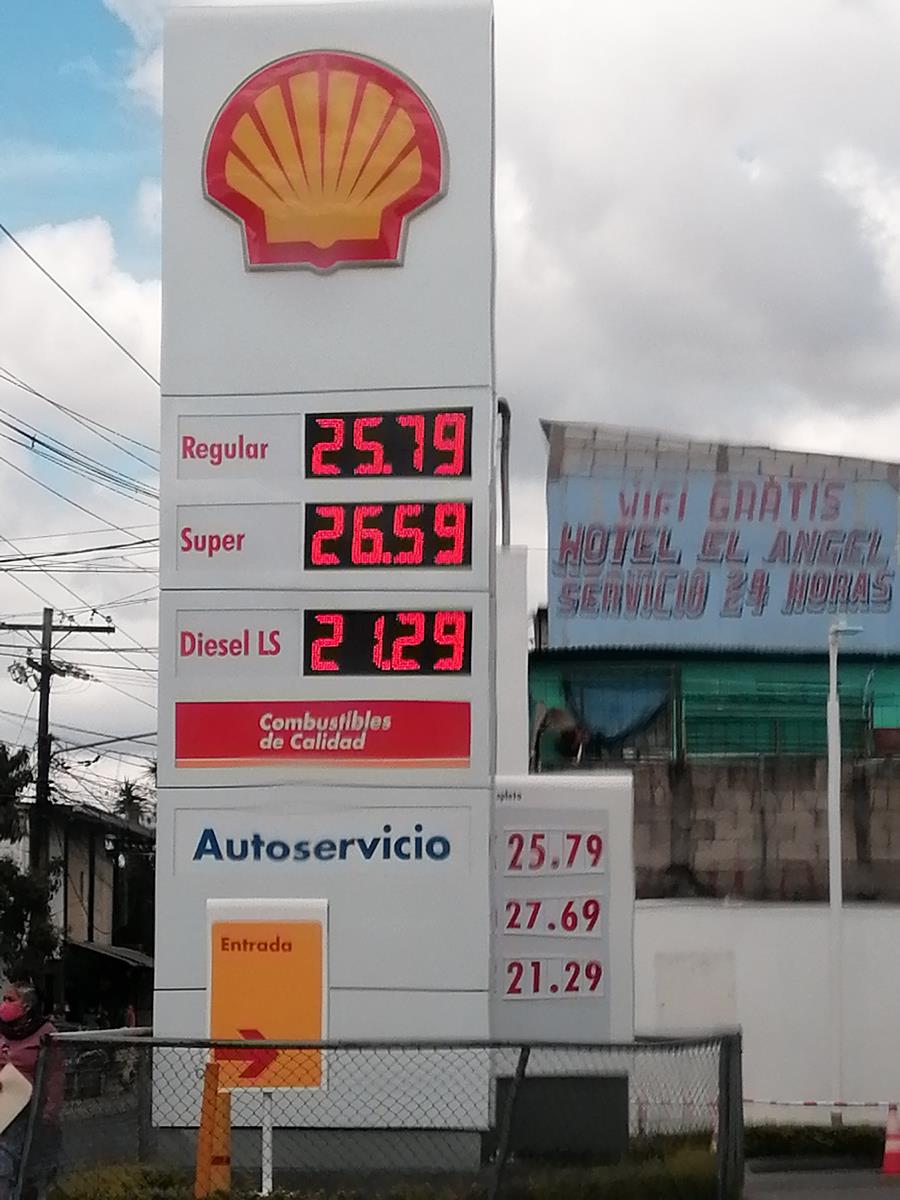 Regular 25.79
Super 26.59
Diesel LS 21.29
Combustibles
de Calidad
Autoservicio
Entrada
25.79
27.69
21.29
WIFI GRATIS
HOTEL EL ANGEL
SERVICIO 24 HORAS